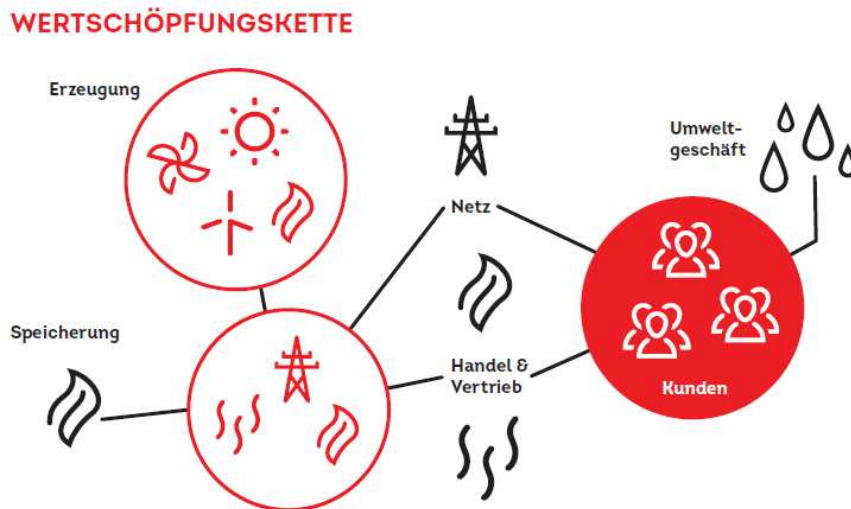 WERTSCHÖPFUNGSKETTE
Erzeugung
Umwelt-
geschäft
Netz
Speicherung
Handel &
Vertrieb
Kunden